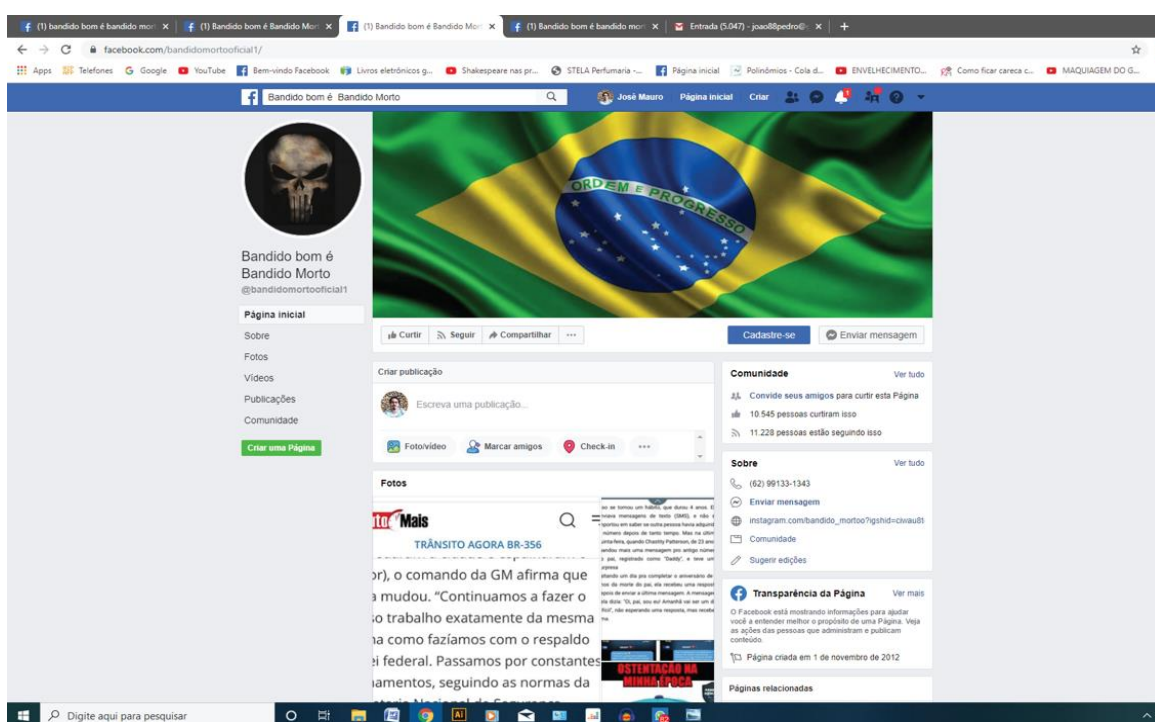 (1) bandido bom é bandido mor
(1) Bandido bom é Bandido Mor
(1) Bandido bom é Bandido Mor
(1) Bandido bom é bandido mor
Entrada (5.047) - joao88pedro@
facebook.com/bandidomortooficial1/
Apps
Telefones
Google
YouTube
Bem-vindo Facebook
Livros eletrônicos g...
Shakespeare nas pr...
STELA Perfumaria -...
Página inicial
Polinômios - Cola d...
ENVELHECIMENTO...
Como ficar careca c...
MAQUIAGEM DO G...
Bandido bom é Bandido Morto
José Mauro
Página inicial
Criar
ORDEM E PROGRESSO
Bandido bom é
Bandido Morto
@bandidomortooficial1
Página inicial
Sobre
Fotos
Vídeos
Publicações
Comunidade
Criar uma Página
Curtir
Seguir
Compartilhar
Cadastre-se
Enviar mensagem
Criar publicação
Escreva uma publicação...
Foto/vídeo
Marcar amigos
Check-in
Fotos
Mais
TRÂNSITO AGORA BR-356
or), o comando da GM afirma que
a mudou. “Continuamos a fazer o
so trabalho exatamente da mesma
na como fazíamos com o respaldo
ei federal. Passamos por constantes
namentos, seguindo as normas da
OSTENTAÇÃO NA
MINHA ÉPOCA
Comunidade
Ver tudo
Convide seus amigos para curtir esta Página
10.545 pessoas curtiram isso
11.228 pessoas estão seguindo isso
Sobre
Ver tudo
(62) 99133-1343
Enviar mensagem
instagram.com/bandido_mortoo?igshid=ciwau8t
Comunidade
Sugerir edições
Transparência da Página
Ver mais
O Facebook está mostrando informações para ajudar
você a entender melhor o propósito de uma Página. Veja
as ações das pessoas que administram e publicam
conteúdo.
Página criada em 1 de novembro de 2012
Páginas relacionadas
Digite aqui para pesquisar